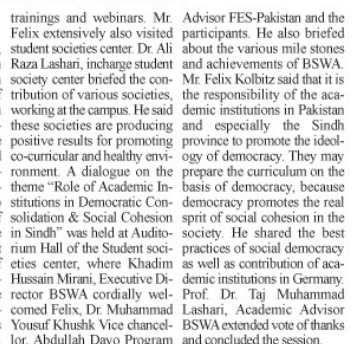 trainings and webinars. Mr.
Felix extensively also visited
student societies center. Dr. Ali
Raza Lashari, incharge student
society center briefed the con-
tribution of various societies,
working at the campus. He said
these societies are producing
positive results for promoting
co-curricular and healthy envi-
ronment. A dialogue on the
theme “Role of Academic In-
stitutions in Democratic Con-
solidation & Social Cohesion
in Sindh” was held at Audito-
rium Hall of the Student soci-
eties center, where Khadim
Hussain Mirani, Executive Di-
rector BSWA cordially wel-
comed Felix, Dr. Muhammad
Yousuf Khushk Vice chancel-
lor, Abdullah Dayo Program
Advisor FES-Pakistan and the
participants. He also briefed
about the various mile stones
and achievements of BSWA.
Mr. Felix Kolbitz said that it is
the responsibility of the aca-
demic institutions in Pakistan
and especially the Sindh
province to promote the ideol-
ogy of democracy. They may
prepare the curriculum on the
basis of democracy, because
democracy promotes the real
sprit of social cohesion in the
society. He shared the best
practices of social democracy
as well as contribution of aca-
demic institutions in Germany.
Prof. Dr. Taj Muhammad
Lashari, Academic Advisor
BSWA extended vote of thanks
and concluded the session.